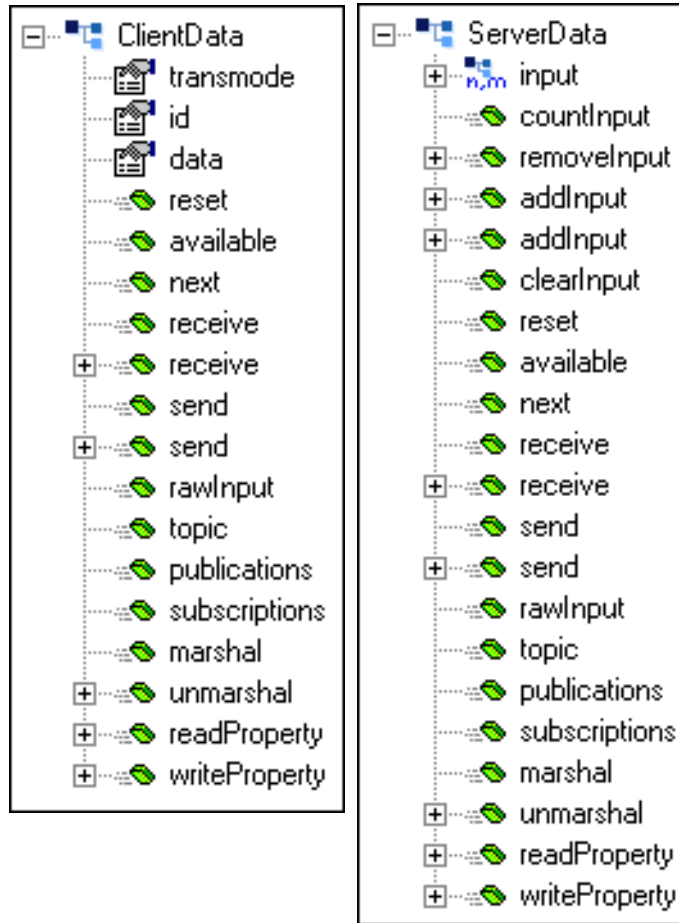 ClientData
transmode
id
data
reset
available
next
receive
receive
send
send
rawInput
topic
publications
subscriptions
marshal
unmarshal
readProperty
writeProperty
ServerData
n,m input
countInput
removeInput
addInput
addInput
clearInput
reset
available
next
receive
receive
send
send
rawInput
topic
publications
subscriptions
marshal
unmarshal
readProperty
writeProperty